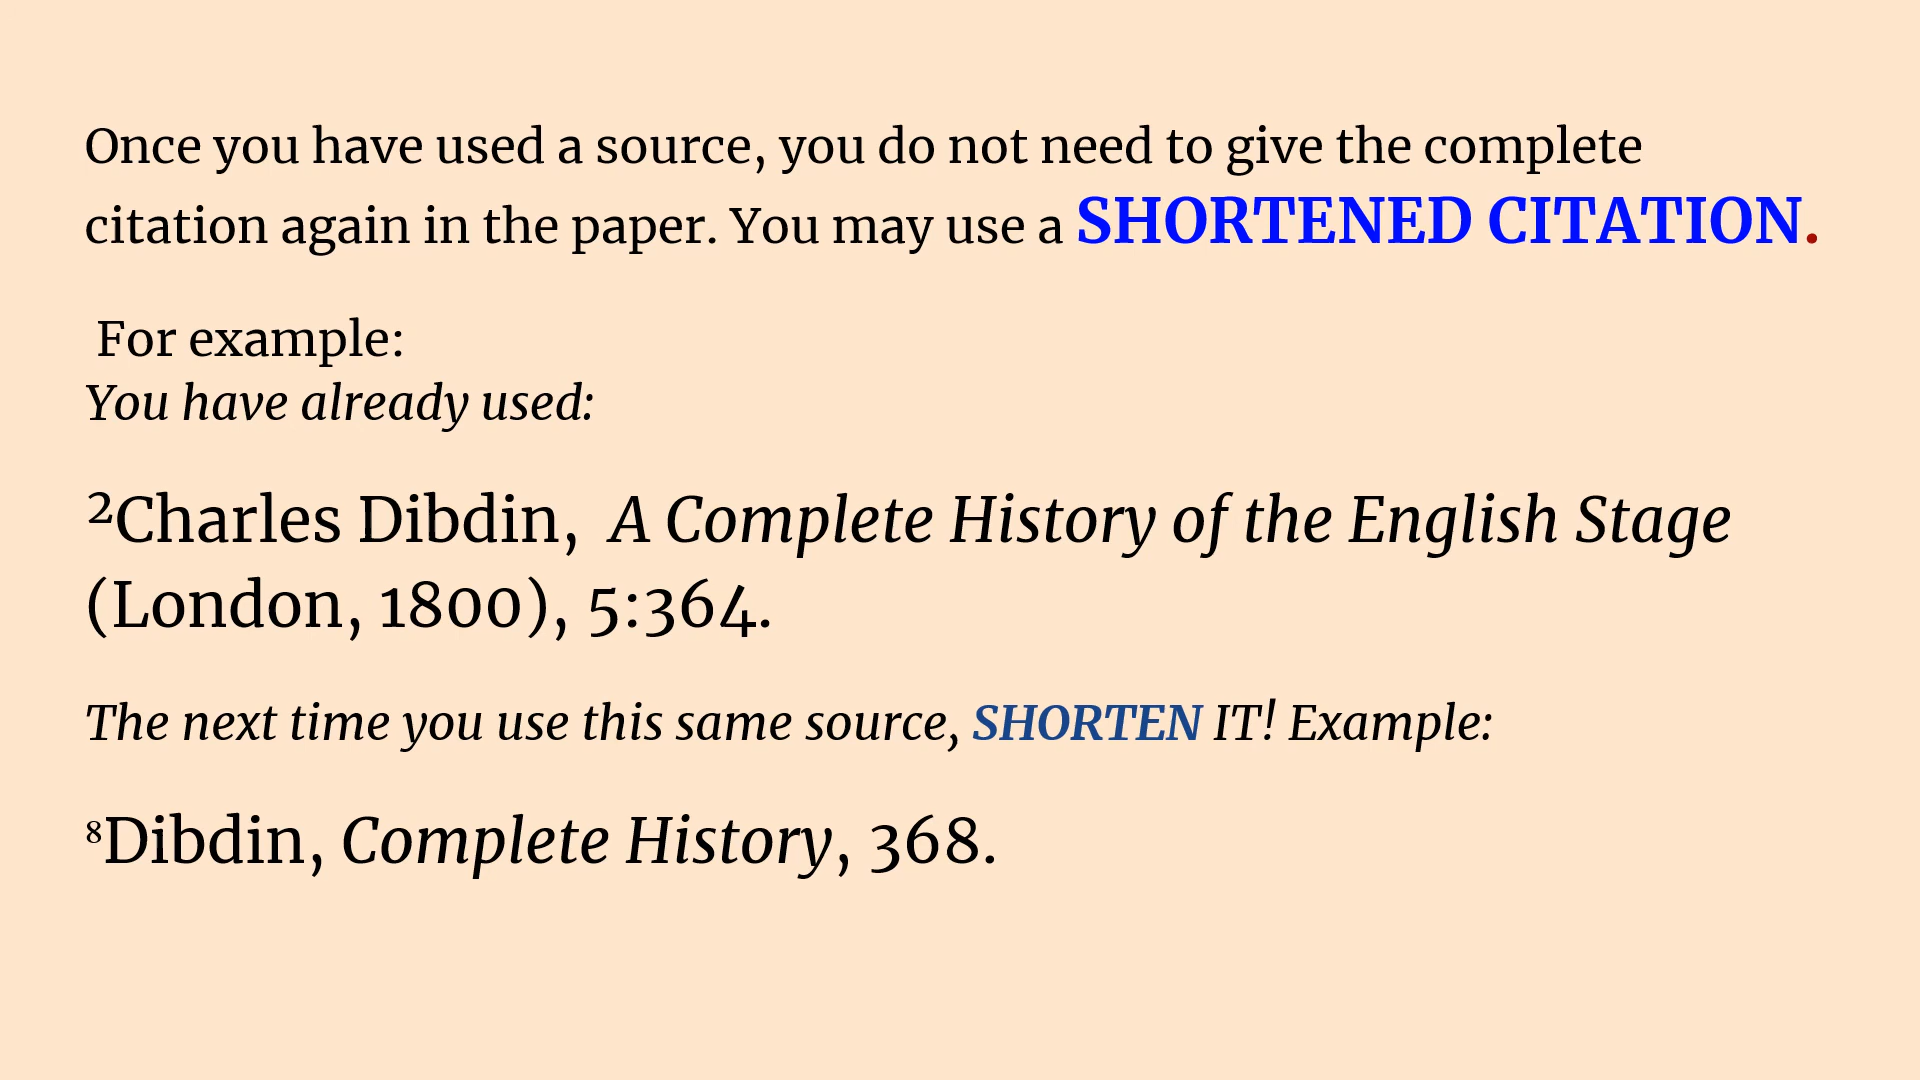 Once you have used a source, you do not need to give the complete
citation again in the paper. You may use a SHORTENED CITATION.
For example:
You have already used:
²Charles Dibdin, A Complete History of the English Stage
(London, 1800), 5:364.
The next time you use this same source, SHORTEN IT! Example:
⁸Dibdin, Complete History, 368.